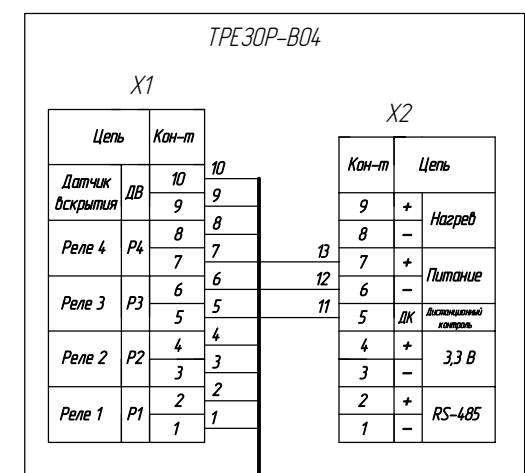 ТРЕЗОР-В04
X1
Цепь Кон-т
Датчик вскрытия ДВ 10 10
9 9
Реле 4 Р4 8 8
7 7
Реле 3 Р3 6 6
5 5
Реле 2 Р2 4 4
3 3
Реле 1 Р1 2 2
1 1
X2
Кон-т Цепь
9 + Нагрев
8 -
13 7 + Питание
12 6 -
11 5 ДК Дистанционный контроль
4 + 3,3 В
3 -
2 + RS-485
1 -